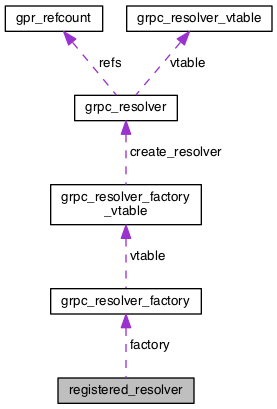 gpr_refcount
grpc_resolver_vtable
refs
vtable
grpc_resolver
create_resolver
grpc_resolver_factory
_vtable
vtable
grpc_resolver_factory
factory
registered_resolver